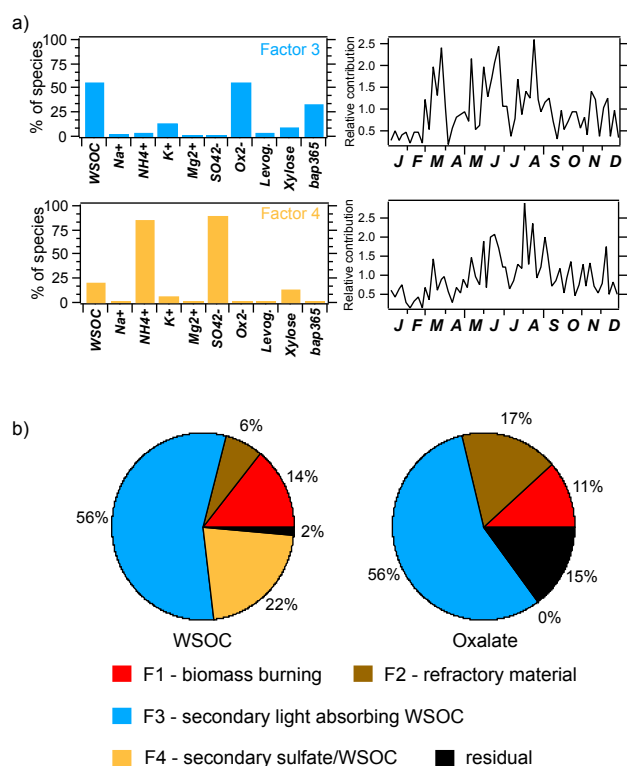 a)
100
75
50
25
0
% of species
Factor 3
WSOC Na+ NH4+ K+ Mg2+ SO42- Ox2- Levog. Xylose bap365
2.5
2.0
1.5
1.0
0.5
Relative contribution
J F M A M J J A S O N D
100
75
50
25
0
% of species
Factor 4
WSOC Na+ NH4+ K+ Mg2+ SO42- Ox2- Levog. Xylose bap365
2.5
2.0
1.5
1.0
0.5
Relative contribution
J F M A M J J A S O N D
b)
6%
14%
56%
2%
22%
WSOC
17%
11%
56%
15%
0%
Oxalate
F1 - biomass burning F2 - refractory material
F3 - secondary light absorbing WSOC
F4 - secondary sulfate/WSOC residual